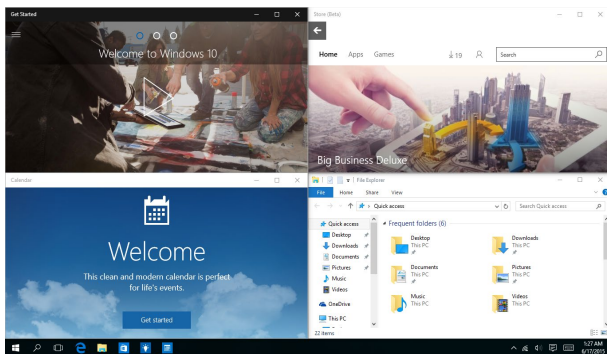 Get Started
Welcome to Windows 10
Store (Beta)
Home Apps Games 19 Search
Big Business Deluxe
Calendar
Welcome
This clean and modern calendar is perfect
for life's events.
Get started
File Explorer
File Home Share View
Quick access Search Quick access
Quick access
Desktop
Downloads
Documents
Pictures
Music
Videos
OneDrive
This PC
22 items
Frequent folders (6)
Desktop
This PC
Downloads
This PC
Documents
This PC
Pictures
This PC
Music
This PC
Videos
This PC
5:27 AM
6/17/2015